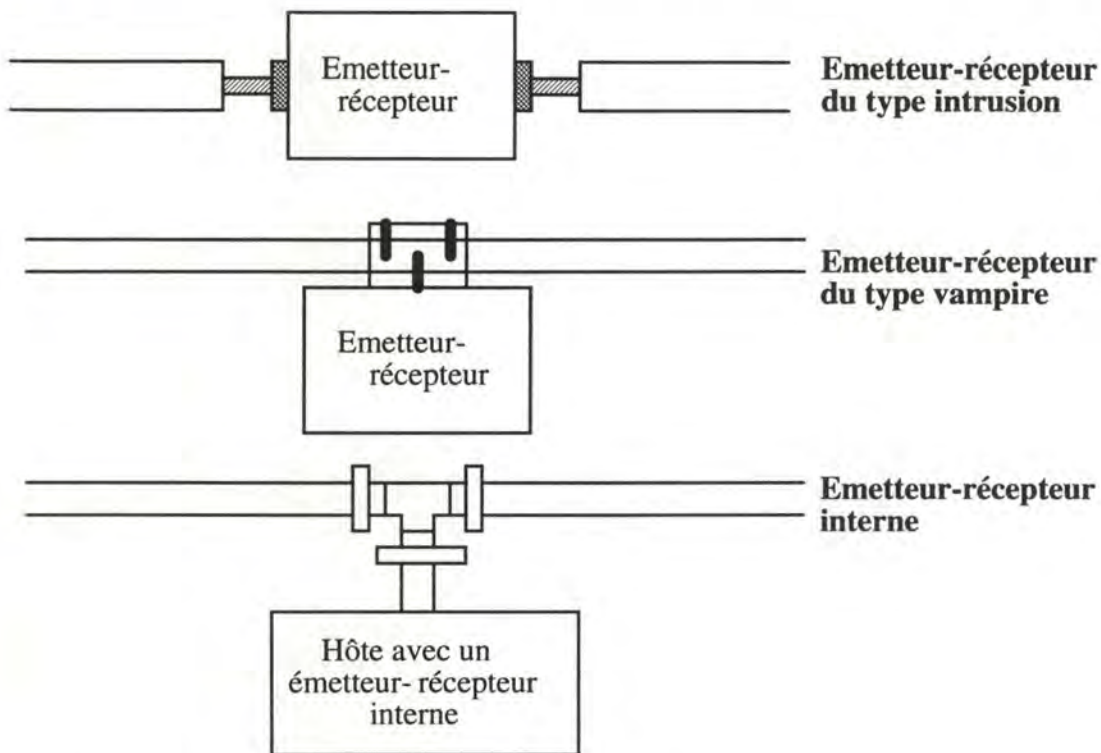 Emetteur-
récepteur
Emetteur-récepteur
du type intrusion
Emetteur-
récepteur
Emetteur-récepteur
du type vampire
Hôte avec un
émetteur- récepteur
interne
Emetteur-récepteur
interne